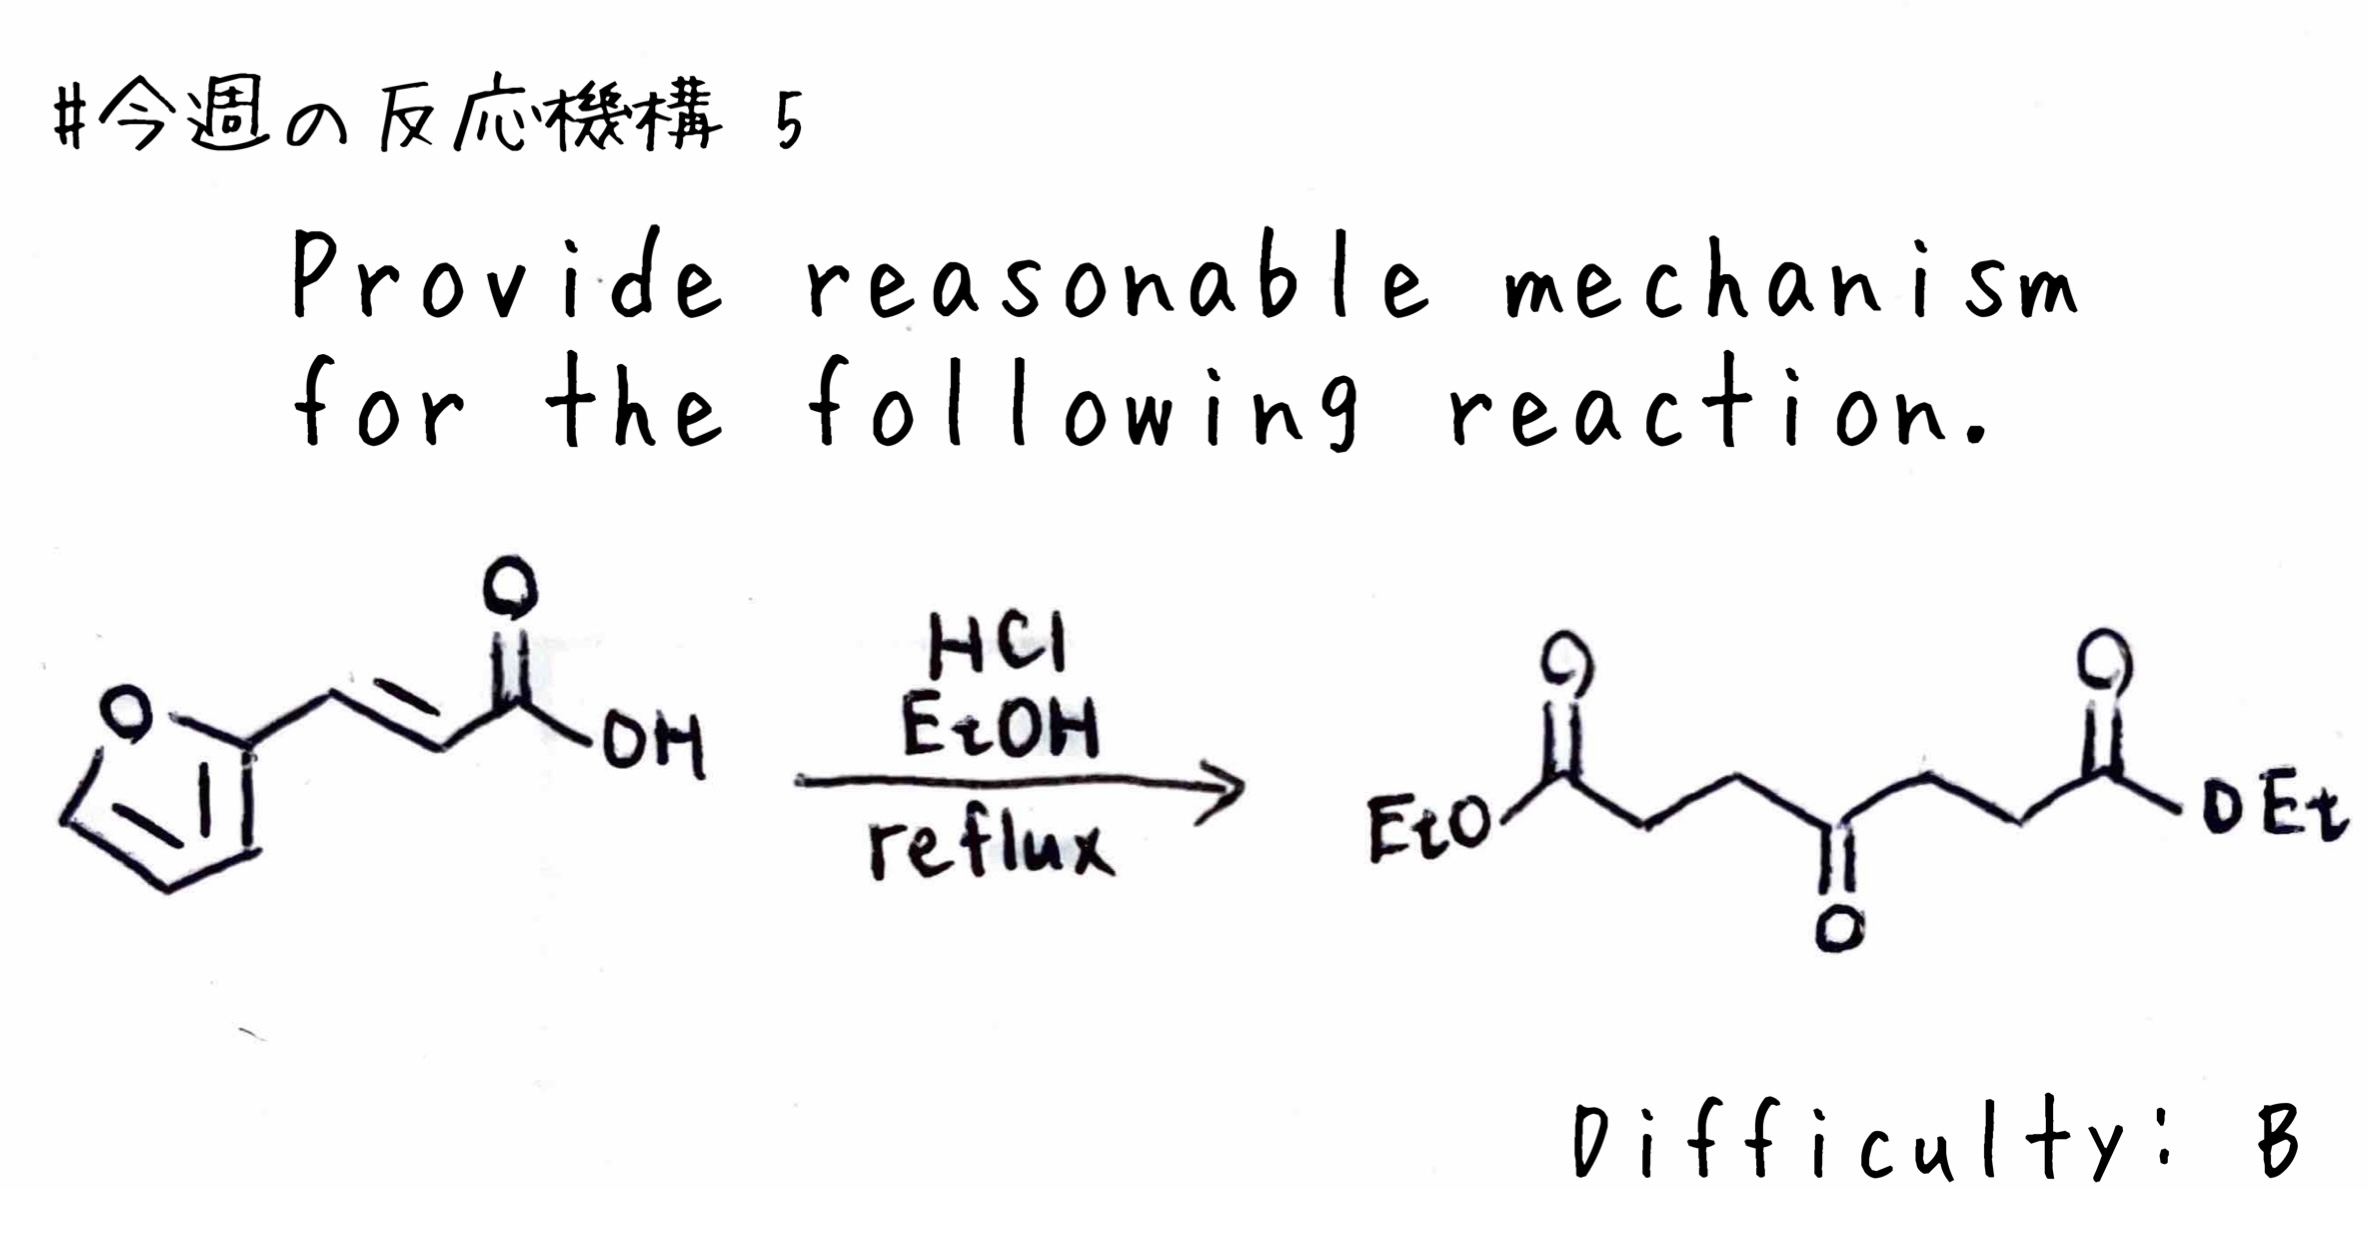 #今週の反応機構 5
Provide reasonable mechanism
for the following reaction.
O
O
OH
HCl
EtOH
reflux
O
O
EtO
OEt
O
Difficulty: B